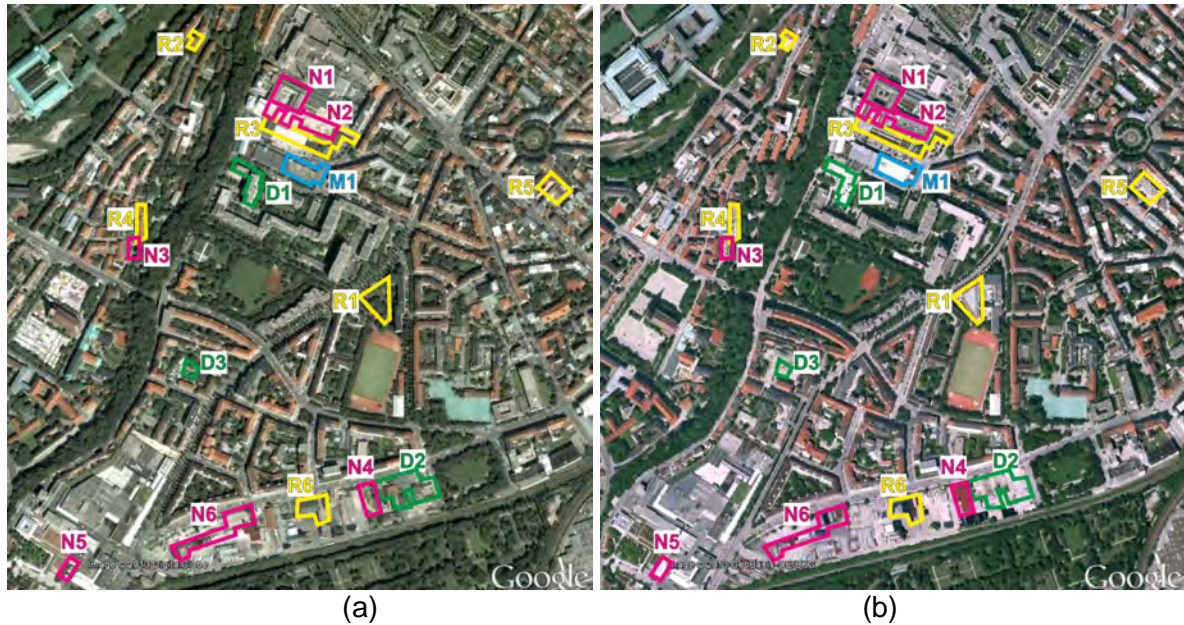 R2
N1
N2
R3
M1
D1
R5
R4
N3
R1
D3
N4
D2
R6
N6
N5
Google
(a)
R2
N1
N2
R3
M1
D1
R5
R4
N3
R1
D3
N4
D2
R6
N6
N5
Google
(b)